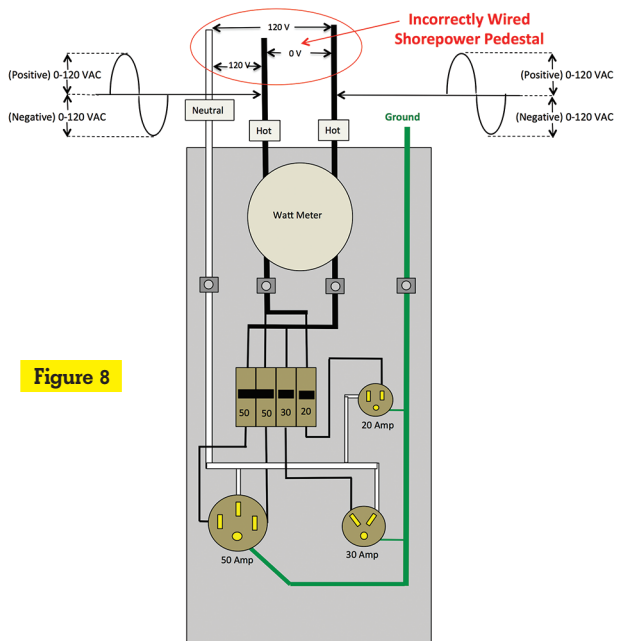 120 V
Incorrectly Wired
Shorepower Pedestal
0 V
120 V
(Positive) 0-120 VAC
(Positive) 0-120 VAC
(Negative) 0-120 VAC
(Negative) 0-120 VAC
Neutral
Hot
Hot
Ground
Watt Meter
Figure 8
50
50
30
20
20 Amp
50 Amp
30 Amp